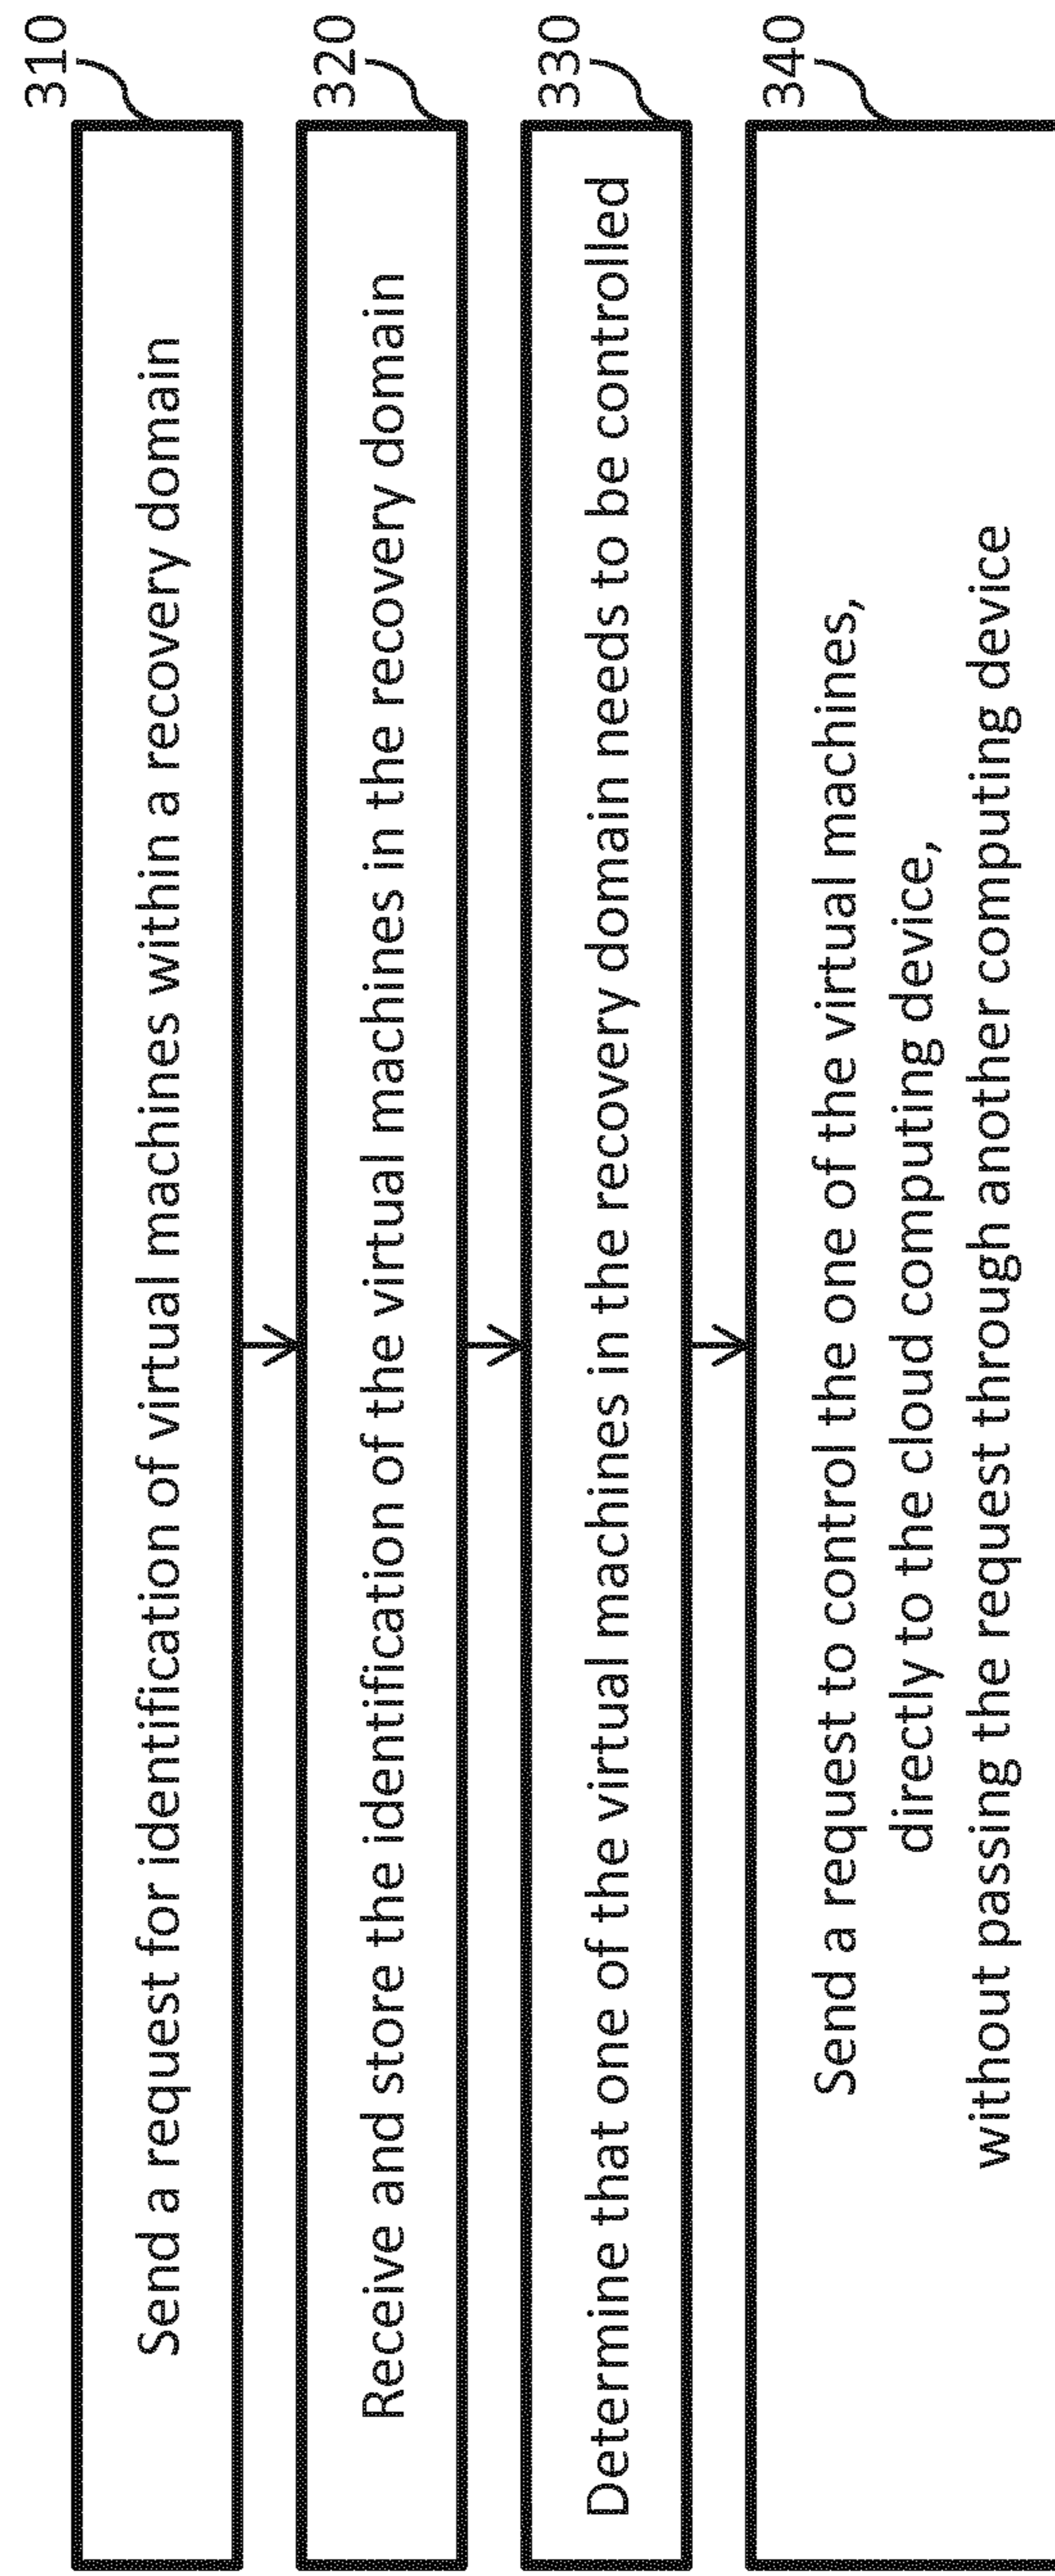 310
Send a request for identification of virtual machines within a recovery domain
320
Receive and store the identification of the virtual machines in the recovery domain
330
Determine that one of the virtual machines in the recovery domain needs to be controlled
340
Send a request to control the one of the virtual machines,
directly to the cloud computing device,
without passing the request through another computing device